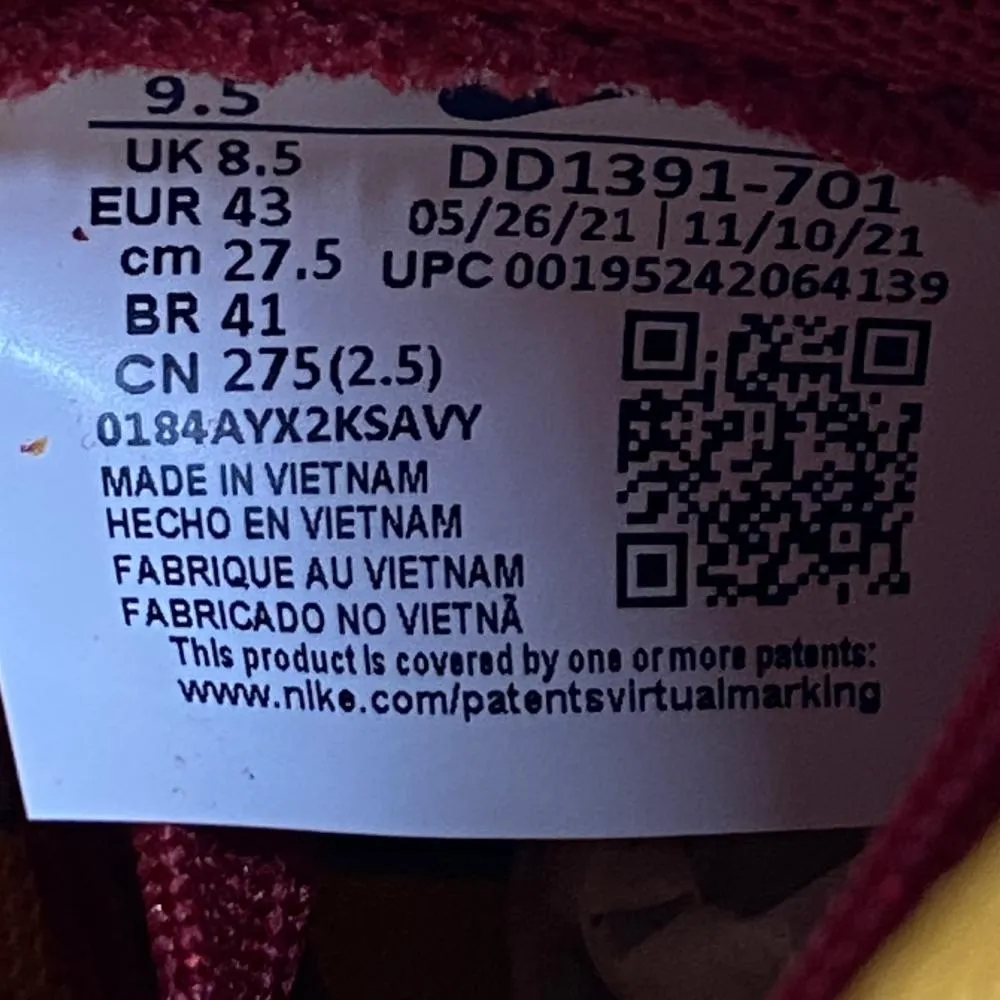 9.5
UK 8.5
EUR 43
cm 27.5
BR 41
CN 275(2.5)
DD1391-701
05/26/21 | 11/10/21
UPC 00195242064139
0184AYX2KSAVY
MADE IN VIETNAM
HECHO EN VIETNAM
FABRIQUE AU VIETNAM
FABRICADO NO VIETNÃ
This product is covered by one or more patents:
www.nike.com/patentsvirtualmarking